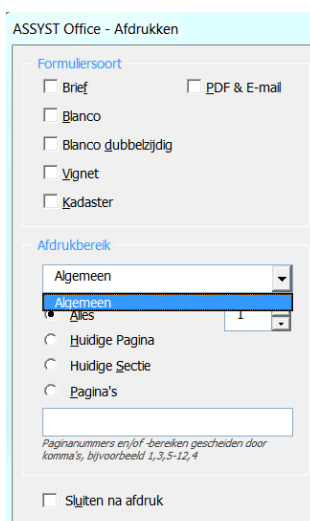 ASSYST Office - Afdrukken
Formuliersoort
Brief
PDF & E-mail
Blanco
Blanco dubbelzijdig
Vignet
Kadaster
Afdrukbereik
Algemeen
Algemeen
Alles
1
Huidige Pagina
Huidige Sectie
Pagina's
Paginanummers en/of -bereiken gescheiden door
komma's, bijvoorbeeld 1,3,5-12,4
Sluiten na afdruk